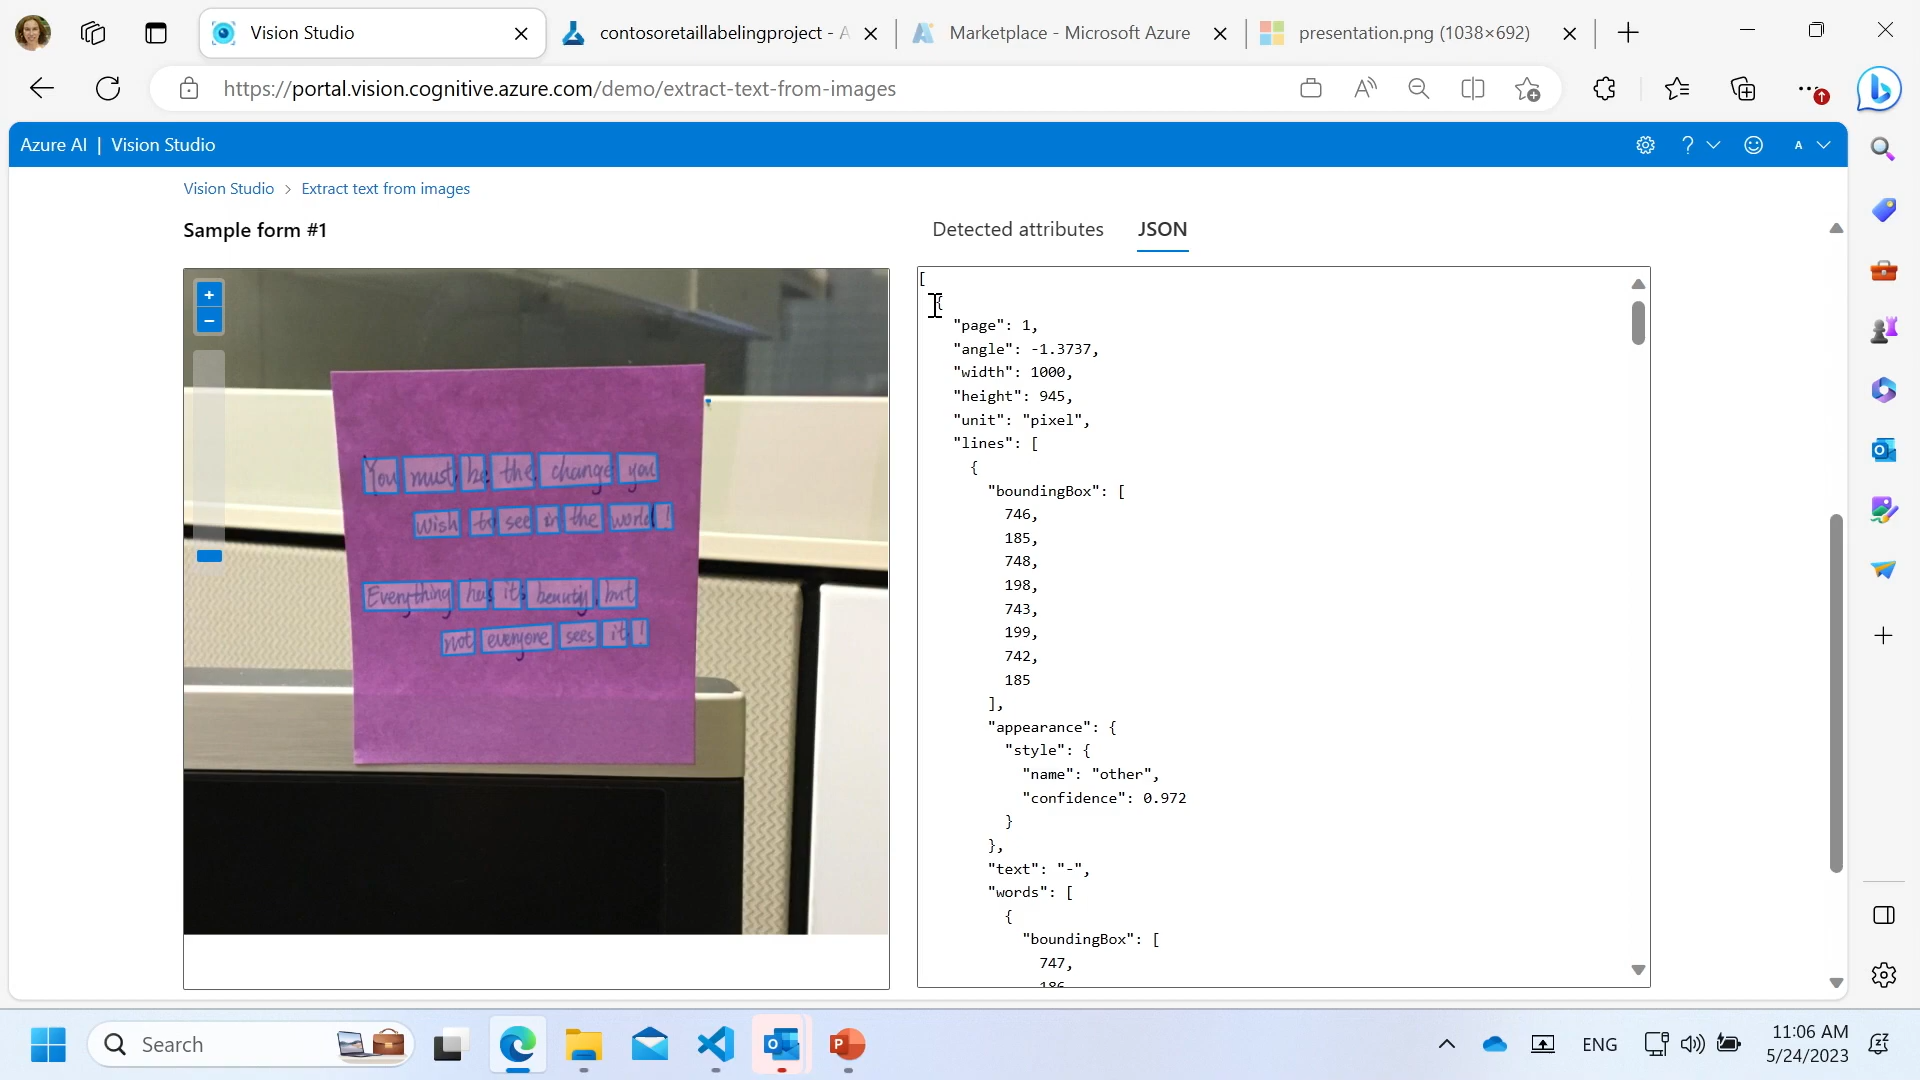 Vision Studio
contosoretaillabelingproject - A
Marketplace - Microsoft Azure
presentation.png (1038×692)
https://portal.vision.cognitive.azure.com/demo/extract-text-from-images
Azure AI | Vision Studio
? A
Vision Studio > Extract text from images
Sample form #1
You must be the change you
wish to see in the world!
Everything has its beauty, but
not everyone sees it!
Detected attributes
JSON
[
{
"page": 1,
"angle": -1.3737,
"width": 1000,
"height": 945,
"unit": "pixel",
"lines": [
{
"boundingBox": [
746,
185,
748,
198,
743,
199,
742,
185
],
"appearance": {
"style": {
"name": "other",
"confidence": 0.972
}
},
"text": "-",
"words": [
{
"boundingBox": [
747,
186
Search
ENG
11:06 AM
5/24/2023